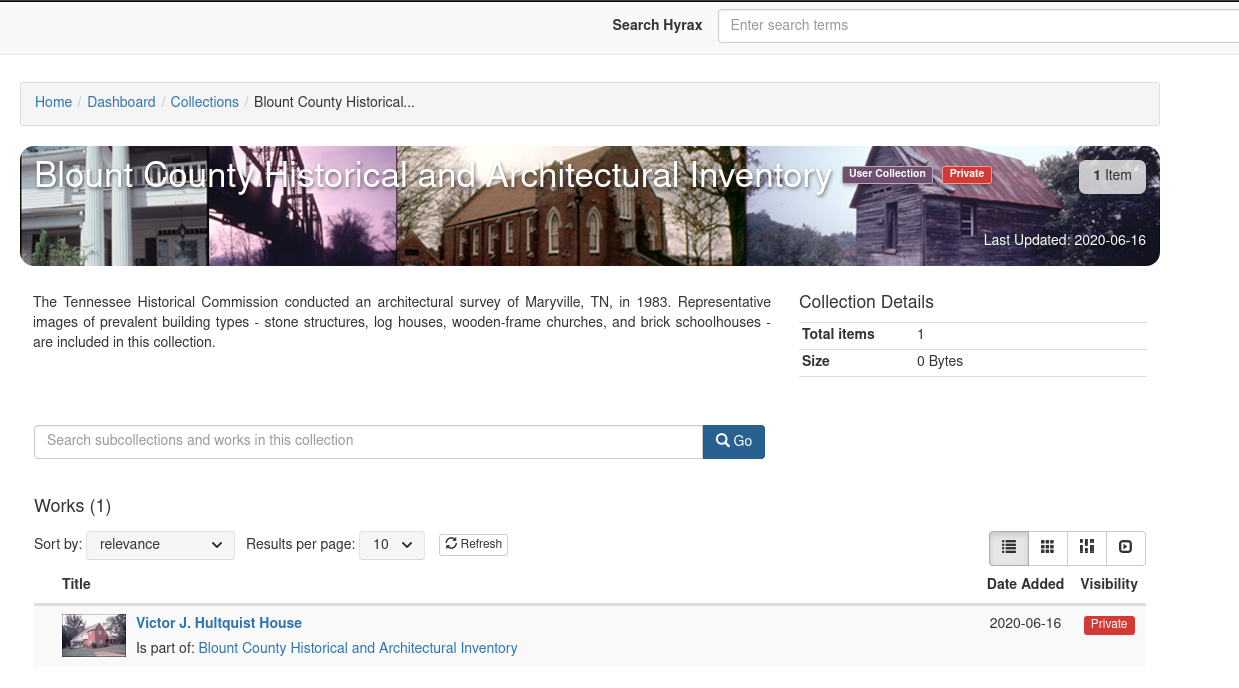 Search Hyrax
Enter search terms
Home / Dashboard / Collections / Blount County Historical...
Blount County Historical and Architectural Inventory User Collection Private
1 Item
Last Updated: 2020-06-16
The Tennessee Historical Commission conducted an architectural survey of Maryville, TN, in 1983. Representative
images of prevalent building types - stone structures, log houses, wooden-frame churches, and brick schoolhouses -
are included in this collection.
Collection Details
Total items 1
Size 0 Bytes
Search subcollections and works in this collection
Go
Works (1)
Sort by: relevance Results per page: 10 Refresh
Title Date Added Visibility
Victor J. Hultquist House 2020-06-16 Private
Is part of: Blount County Historical and Architectural Inventory